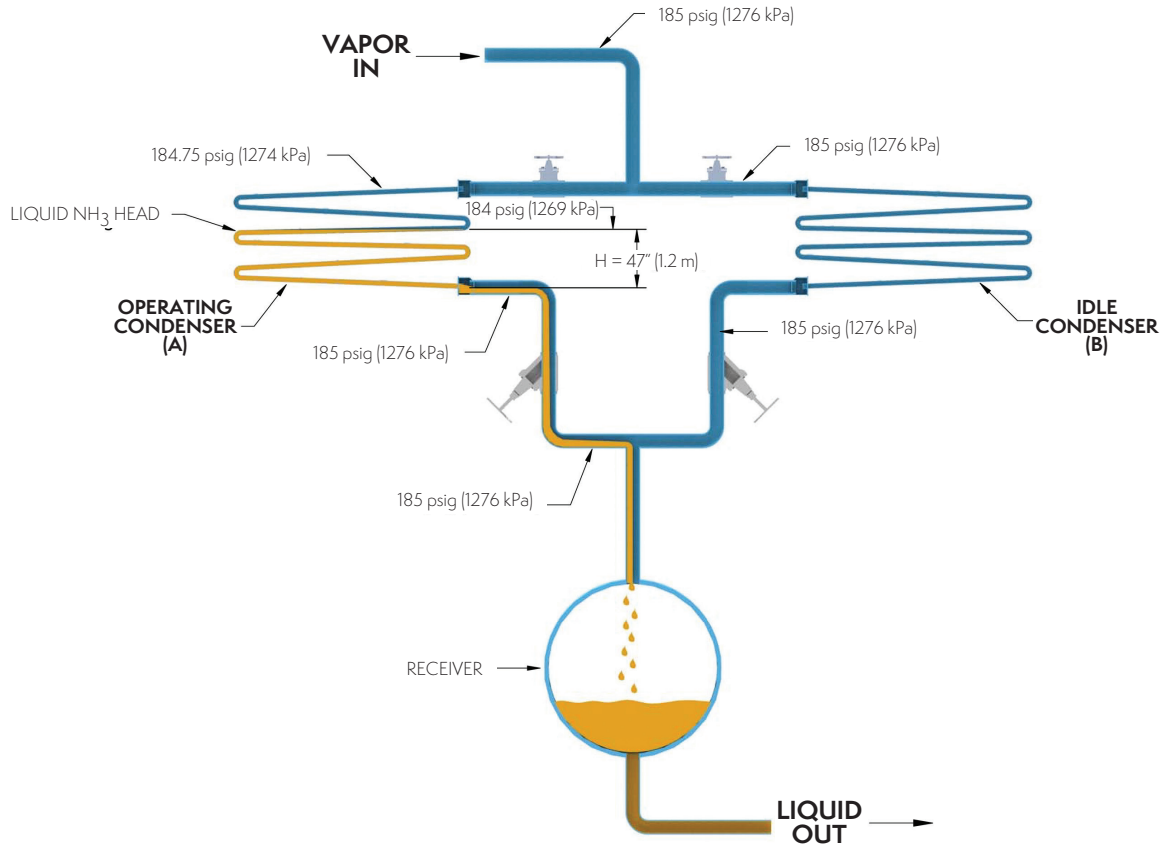 185 psig (1276 kPa)
VAPOR
IN
184.75 psig (1274 kPa)
185 psig (1276 kPa)
LIQUID NH3 HEAD
184 psig (1269 kPa)
H = 47" (1.2 m)
OPERATING
CONDENSER
(A)
IDLE
CONDENSER
(B)
185 psig (1276 kPa)
185 psig (1276 kPa)
185 psig (1276 kPa)
RECEIVER
LIQUID
OUT